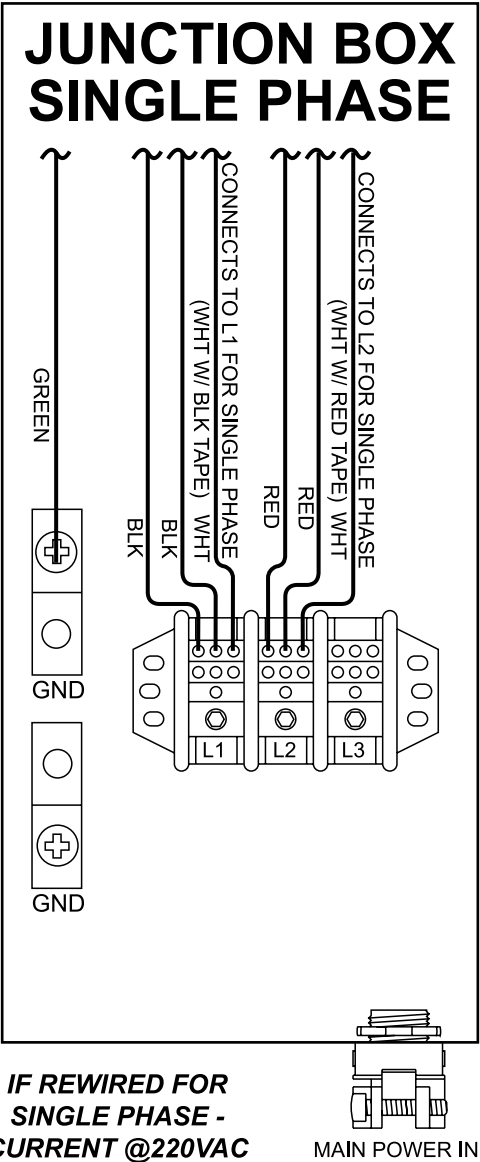 JUNCTION BOX
SINGLE PHASE
GREEN
BLK
BLK
(WHT W/ BLK TAPE) WHT
CONNECTS TO L1 FOR SINGLE PHASE
RED
RED
(WHT W/ RED TAPE) WHT
CONNECTS TO L2 FOR SINGLE PHASE
GND
L1 L2 L3
GND
IF REWIRED FOR
SINGLE PHASE -
CURRENT @220VAC
MAIN POWER IN